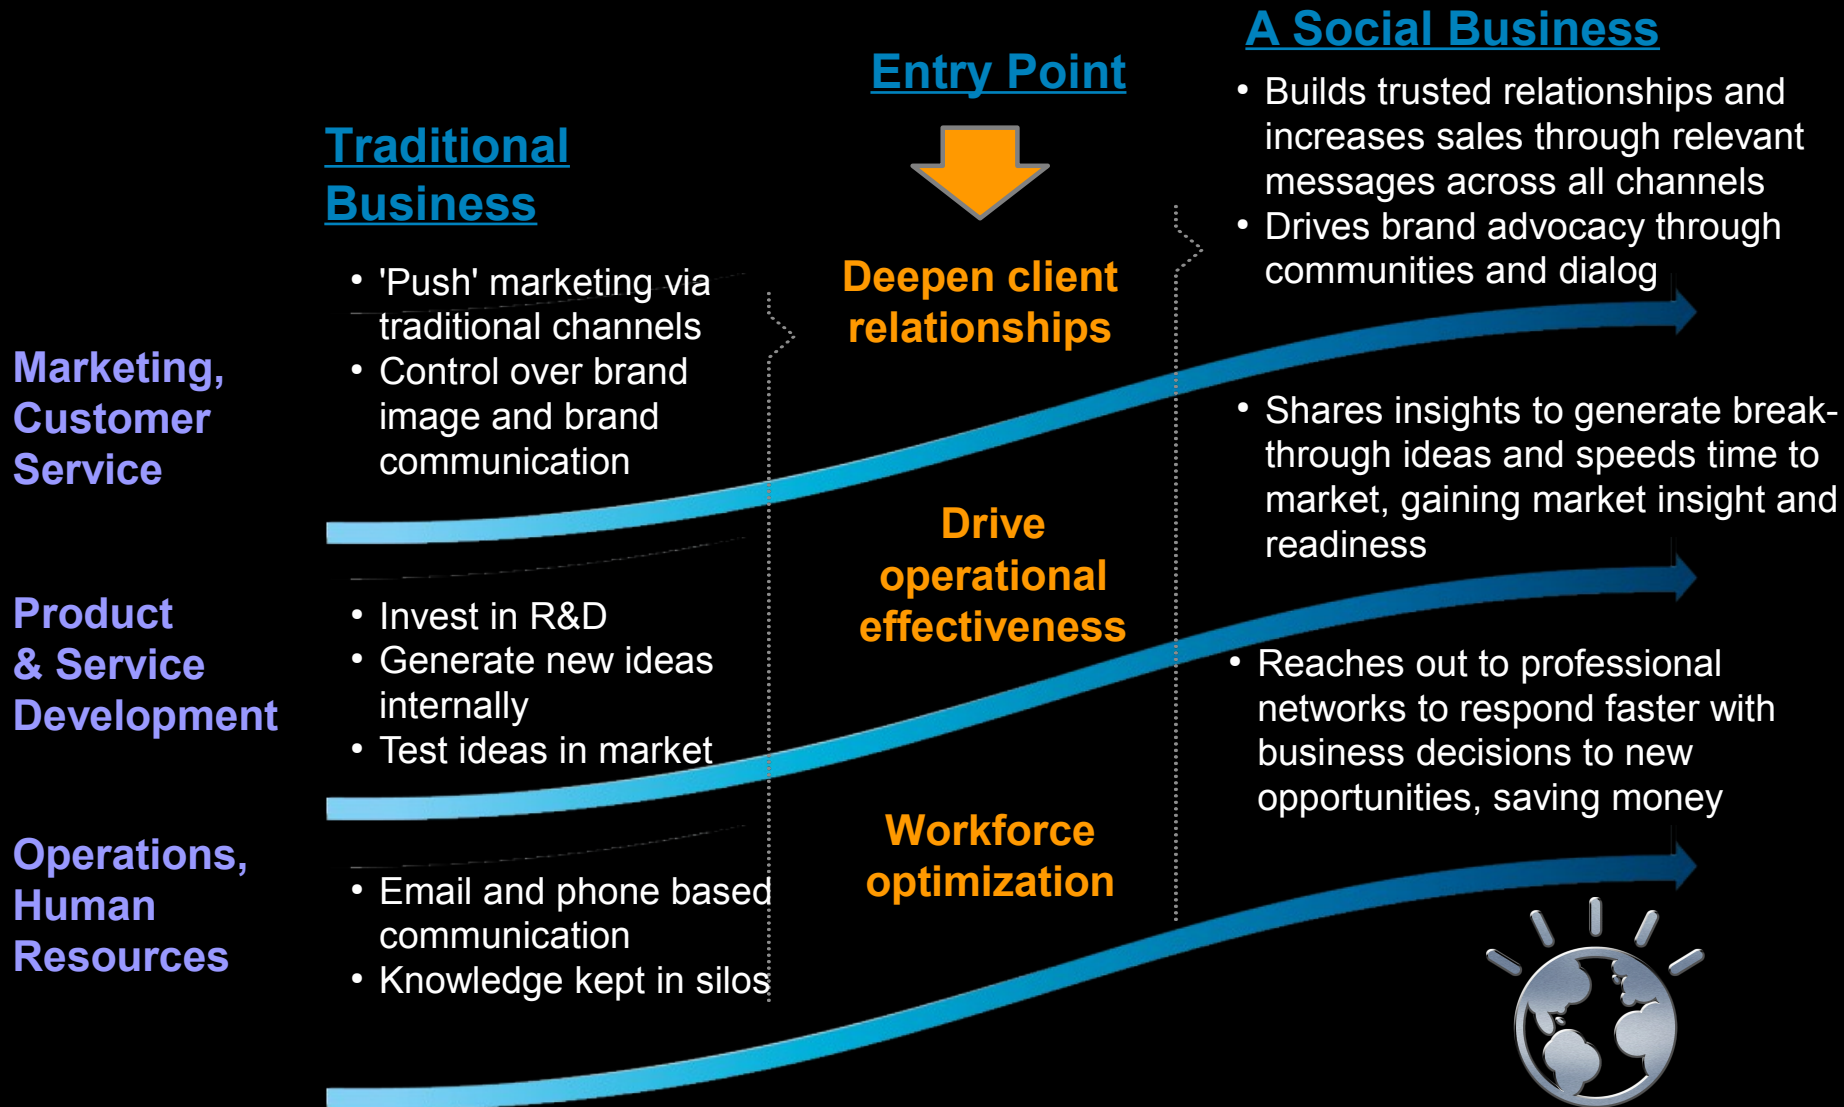 Traditional
Business
Entry Point
A Social Business
Marketing,
Customer
Service
• 'Push' marketing via
traditional channels
• Control over brand
image and brand
communication
Deepen client
relationships
• Builds trusted relationships and
increases sales through relevant
messages across all channels
• Drives brand advocacy through
communities and dialog
Product
& Service
Development
• Invest in R&D
• Generate new ideas
internally
• Test ideas in market
Drive
operational
effectiveness
• Shares insights to generate break-
through ideas and speeds time to
market, gaining market insight and
readiness
Operations,
Human
Resources
• Email and phone based
communication
• Knowledge kept in silos
Workforce
optimization
• Reaches out to professional
networks to respond faster with
business decisions to new
opportunities, saving money